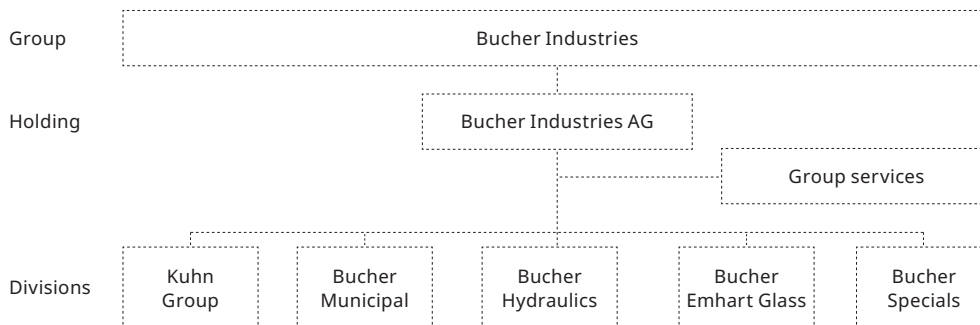 Group
Bucher Industries
Holding
Bucher Industries AG
Group services
Divisions
Kuhn
Group
Bucher
Municipal
Bucher
Hydraulics
Bucher
Emhart Glass
Bucher
Specials